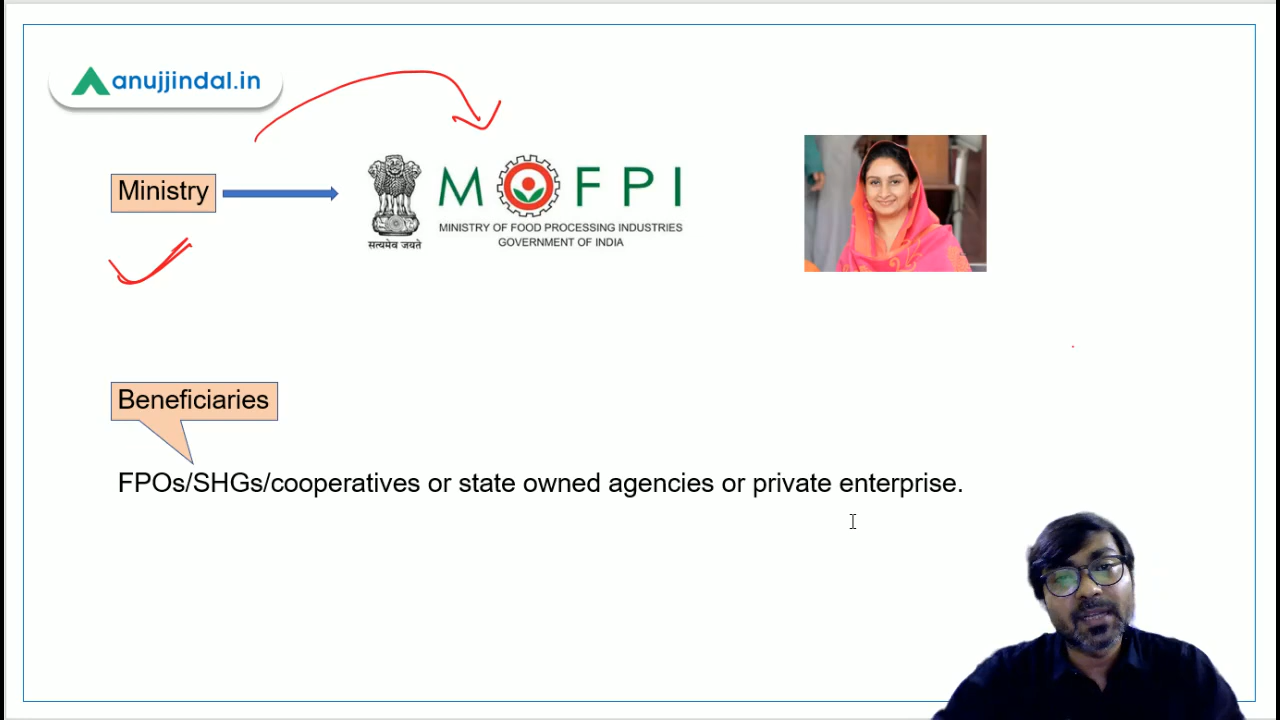 anujjindal.in
Ministry
सत्यमेव जयते
M FPI
MINISTRY OF FOOD PROCESSING INDUSTRIES
GOVERNMENT OF INDIA
Beneficiaries
FPOs/SHGs/cooperatives or state owned agencies or private enterprise.